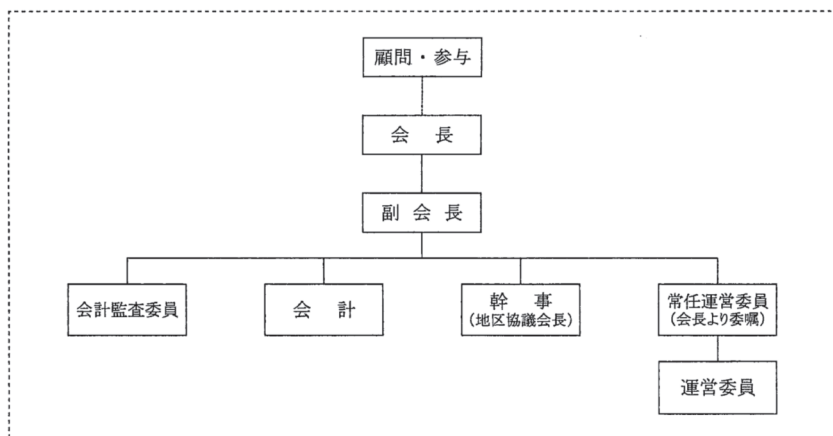 顧問・参与
会長
副会長
会計監査委員
会計
幹事
(地区協議会長)
常任運営委員
(会長より委嘱)
運営委員